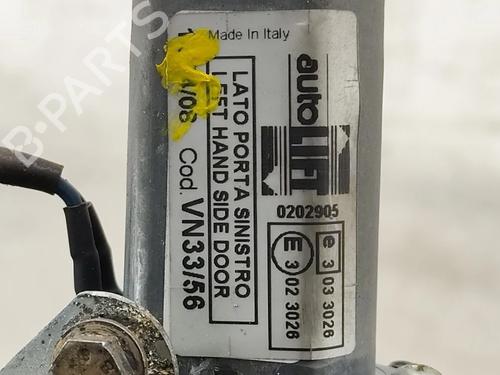 Made In Italy
auto
LIFT
0202905
LATO PORTA SINISTRO
LEFT HAND SIDE DOOR
/08 Cod. VN33/56
e 3 03 3026
E 3 02 3026
B-PARTS